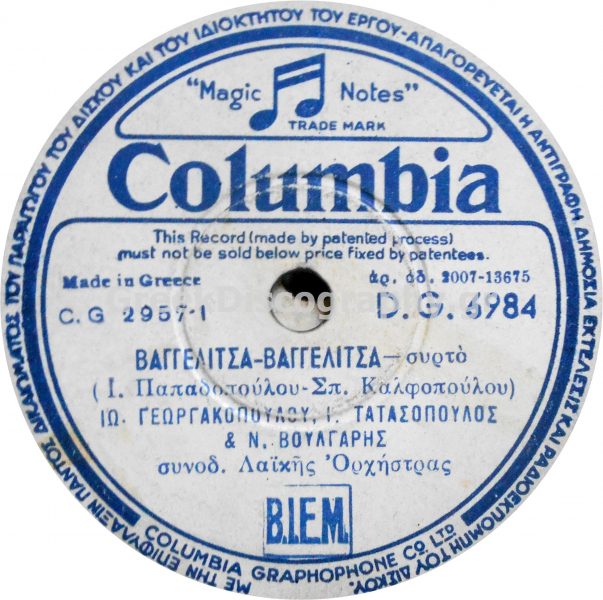 ΜΕ ΤΗΝ ΕΠΙΦΥΛΑΞΙΝ ΠΑΝΤΟΣ ΔΙΚΑΙΩΜΑΤΟΣ ΤΟΥ ΠΑΡΑΓΩΓΟΥ ΤΟΥ ΔΙΣΚΟΥ ΚΑΙ ΤΟΥ ΙΔΙΟΚΤΗΤΟΥ ΤΟΥ ΕΡΓΟΥ-ΑΠΑΓΟΡΕΥΕΤΑΙ Η ΑΝΤΙΓΡΑΦΗ ΔΗΜΟΣΙΑ ΕΚΤΕΛΕΣΙΣ ΚΑΙ ΡΑΔΙΟΕΚΠΟΜΠΗ ΤΟΥ ΔΙΣΚΟΥ.
"Magic Notes"
TRADE MARK
Columbia
This Record (made by patented process)
must not be sold below price fixed by patentees.
Made in Greece ἀρ. ἀδ. 2007-13675
C.G 2957-1 D.G. 6984
ΒΑΓΓΕΛΙΤΣΑ-ΒΑΓΓΕΛΙΤΣΑ — συρτὸ
(Ι. Παπαδοπούλου-Σπ. Καλφοπούλου)
ΙΩ. ΓΕΩΡΓΑΚΟΠΟΥΛΟΥ, Ι. ΤΑΤΑΣΟΠΟΥΛΟΣ
& Ν. ΒΟΥΛΓΑΡΗΣ
συνοδ. Λαϊκῆς Ὀρχήστρας
B.I.E.M.
COLUMBIA GRAPHOPHONE CO LTD